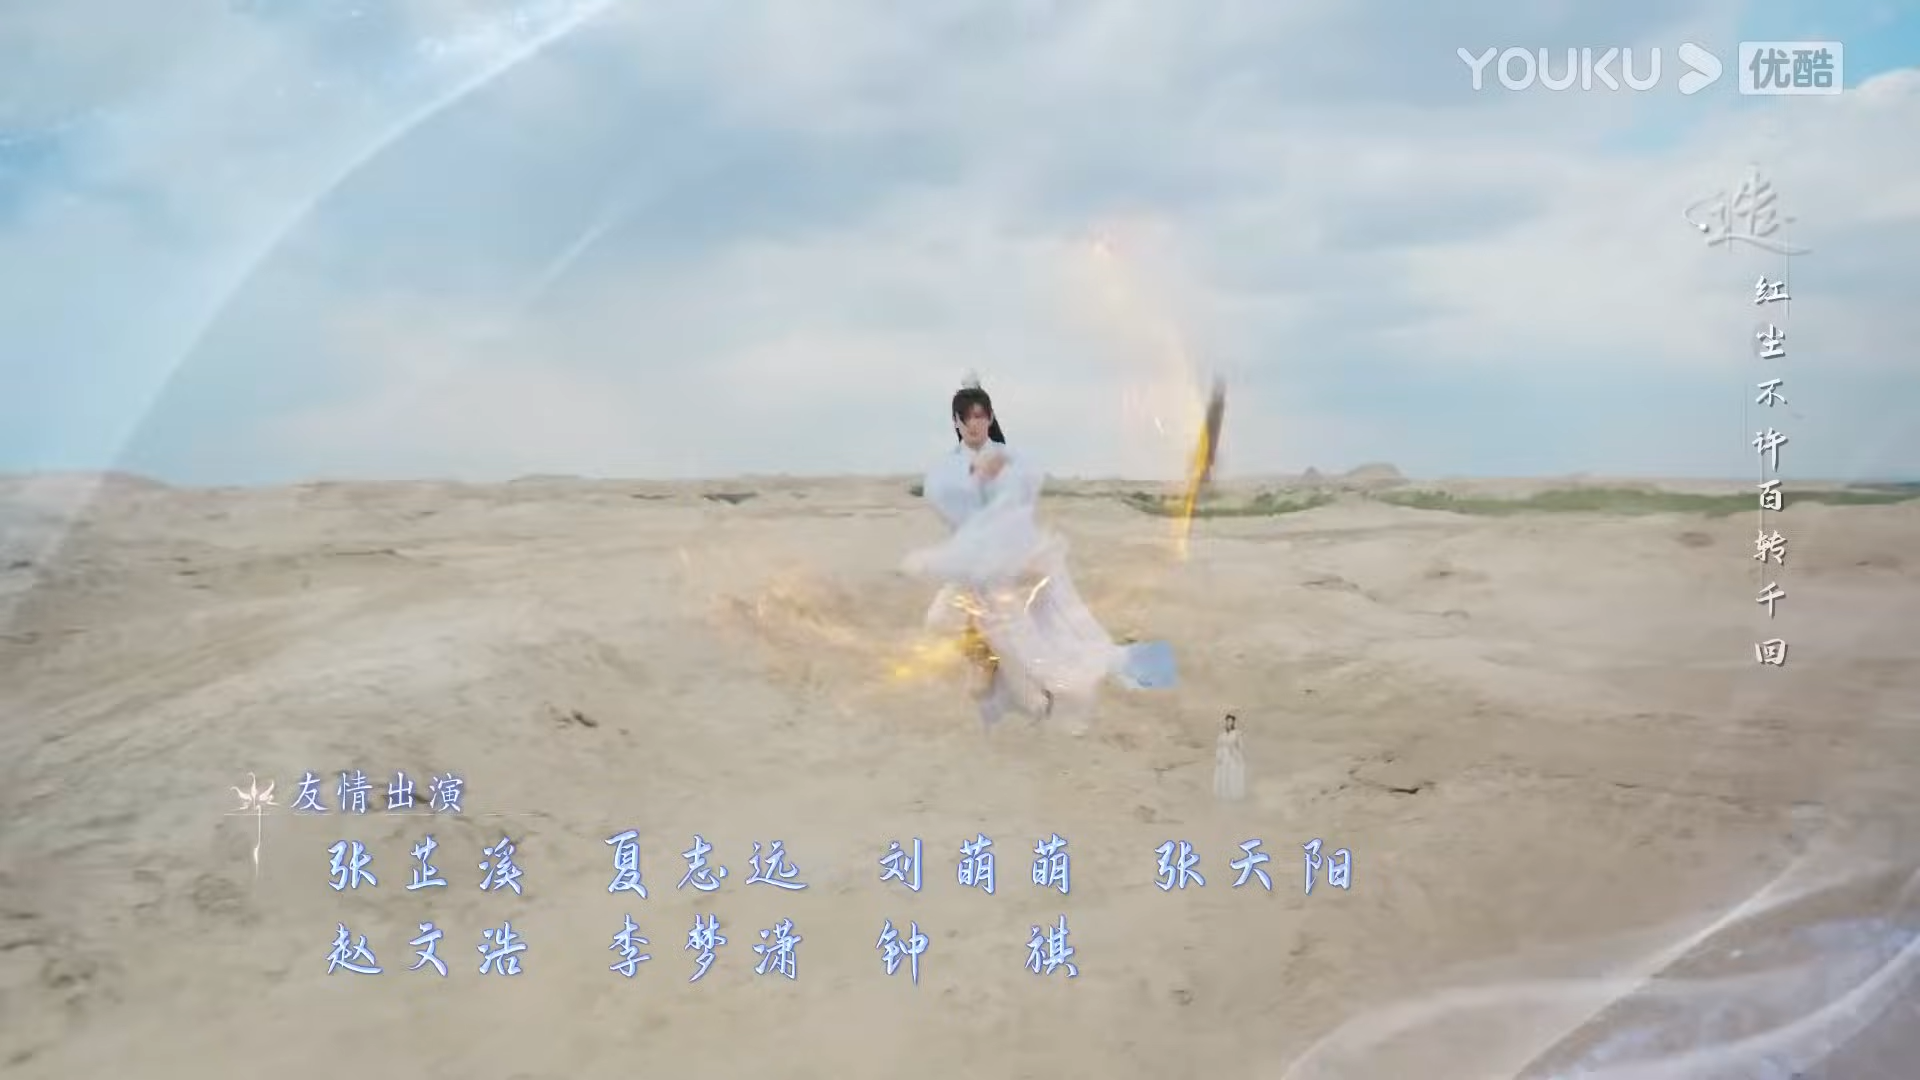 YOUKU 优酷
造
红尘不许百转千回
友情出演
张芷溪 夏志远 刘萌萌 张天阳
赵文浩 李梦潇 钟祺